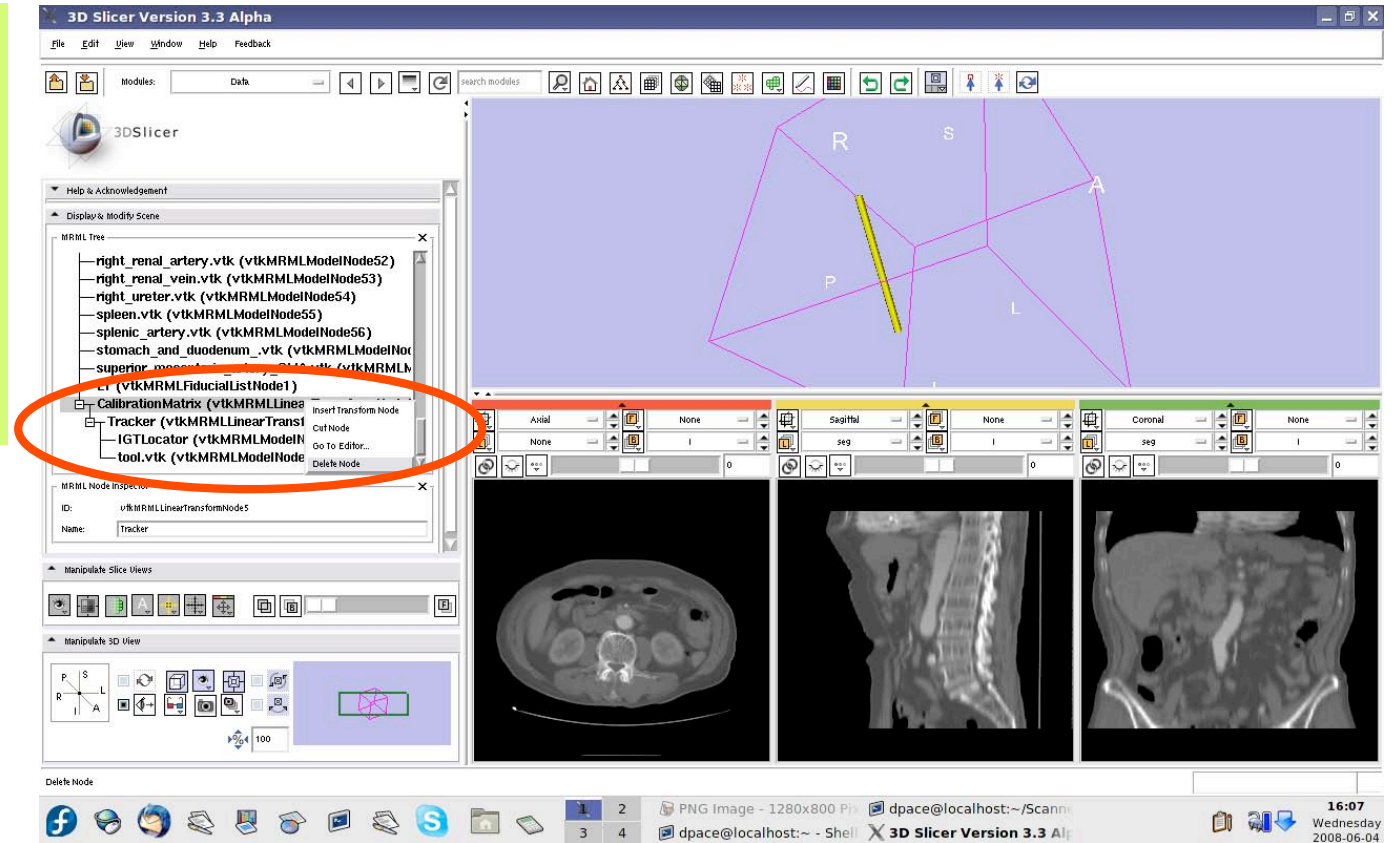 3D Slicer Version 3.3 Alpha
File Edit View Window Help Feedback
Modules: Data search modules
3DSlicer
Help & Acknowledgement
Display & Modify Scene
MRML Tree
right_renal_artery.vtk (vtkMRMLModelNode52)
right_renal_vein.vtk (vtkMRMLModelNode53)
right_ureter.vtk (vtkMRMLModelNode54)
spleen.vtk (vtkMRMLModelNode55)
splenic_artery.vtk (vtkMRMLModelNode56)
stomach_and_duodenum_.vtk (vtkMRMLModelNo
(vtkMRMLFiducialListNode1)
CalibrationMatrix (vtkMRMLLinea
Tracker (vtkMRMLLinearTransf
IGTLocator (vtkMRMLModelN
tool.vtk (vtkMRMLModelNode
Insert Transform Node
Cut Node
Go To Editor...
Delete Node
MRML Node Inspector
ID: vtkMRMLLinearTransformNode5
Name: Tracker
Manipulate Slice Views
Manipulate 3D View
P S
R L
I A
100
R S A
P L
Axial None
None I
0
Sagittal None
seg I
0
Coronal None
seg I
0
Delete Node
1 2
3 4
PNG Image - 1280x800 Pi
dpace@localhost:~/Scann
dpace@localhost:~ - Shell
3D Slicer Version 3.3 Al
16:07
Wednesday
2008-06-04